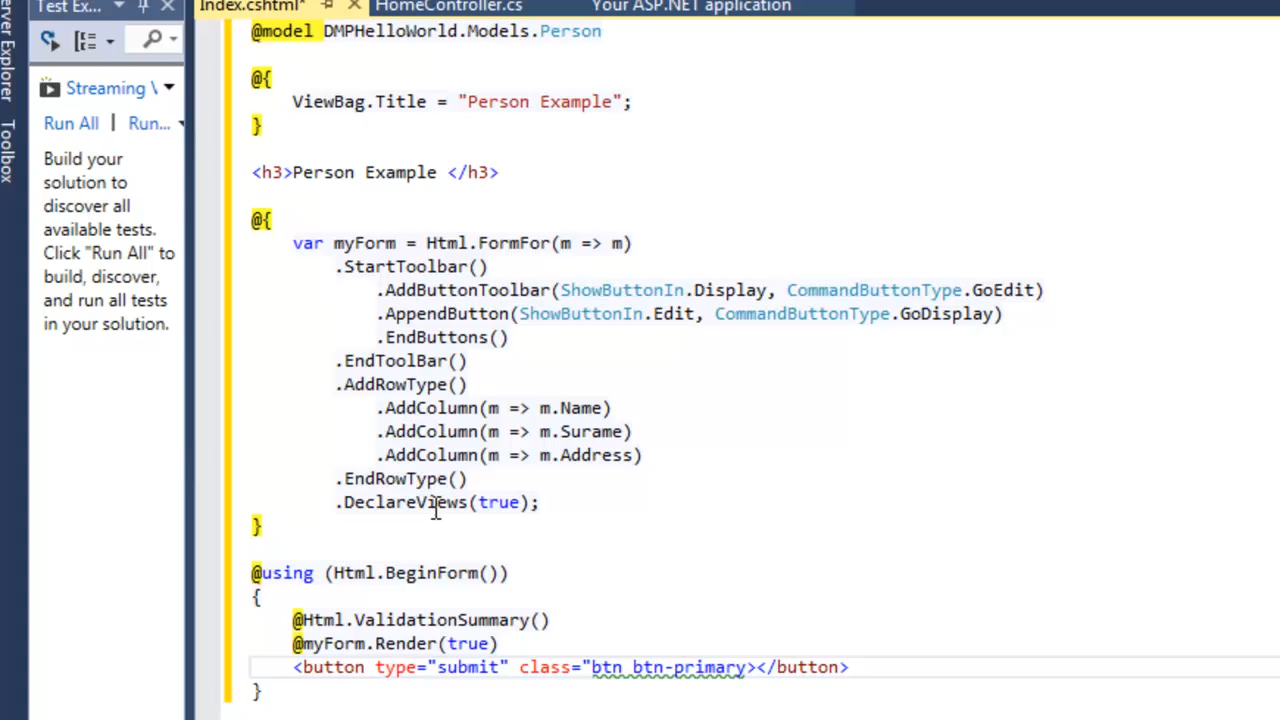 Test Ex...
Index.cshtml*
HomeController.cs
Your ASP.NET application
erver Explorer
Toolbox
Streaming \
Run All | Run...
Build your
solution to
discover all
available tests.
Click "Run All" to
build, discover,
and run all tests
in your solution.
@model DMPHelloWorld.Models.Person
@{
ViewBag.Title = "Person Example";
}
<h3>Person Example </h3>
@{
var myForm = Html.FormFor(m => m)
.StartToolbar()
.AddButtonToolbar(ShowButtonIn.Display, CommandButtonType.GoEdit)
.AppendButton(ShowButtonIn.Edit, CommandButtonType.GoDisplay)
.EndButtons()
.EndToolBar()
.AddRowType()
.AddColumn(m => m.Name)
.AddColumn(m => m.Surame)
.AddColumn(m => m.Address)
.EndRowType()
.DeclareViews(true);
}
@using (Html.BeginForm())
{
@Html.ValidationSummary()
@myForm.Render(true)
<button type="submit" class="btn btn-primary></button>
}